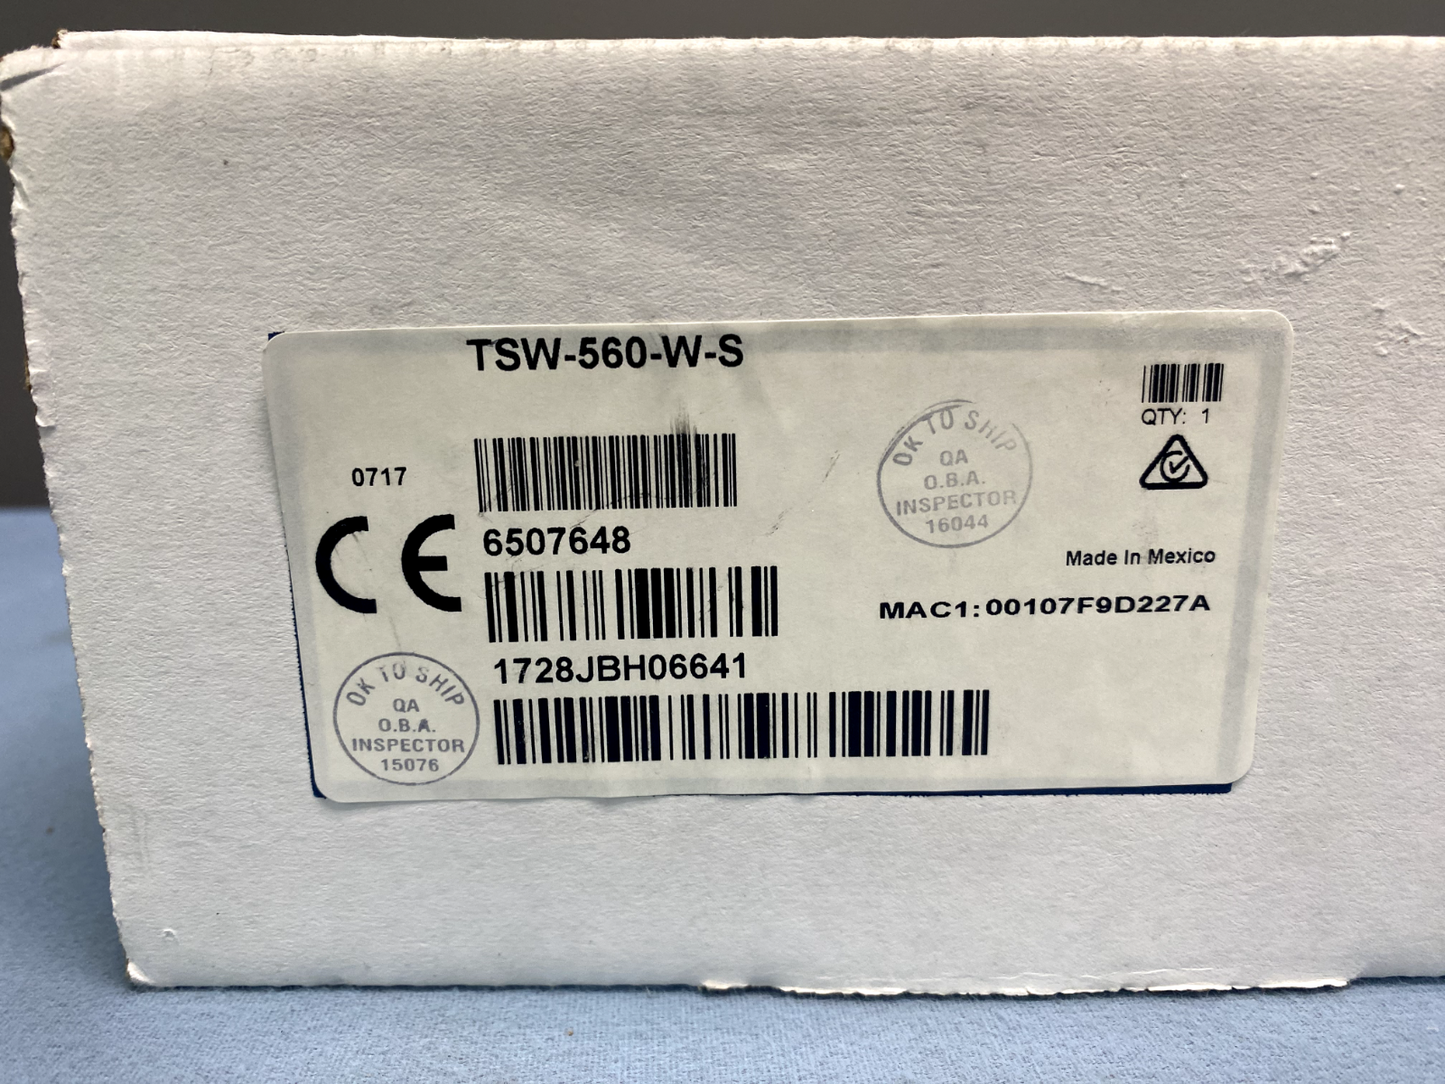 TSW-560-W-S
QTY: 1
0717
CE
6507648
1728JBH06641
OK TO SHIP
QA
O.B.A.
INSPECTOR
16044
Made In Mexico
MAC1: 00107F9D227A
OK TO SHIP
QA
O.B.A.
INSPECTOR
15076